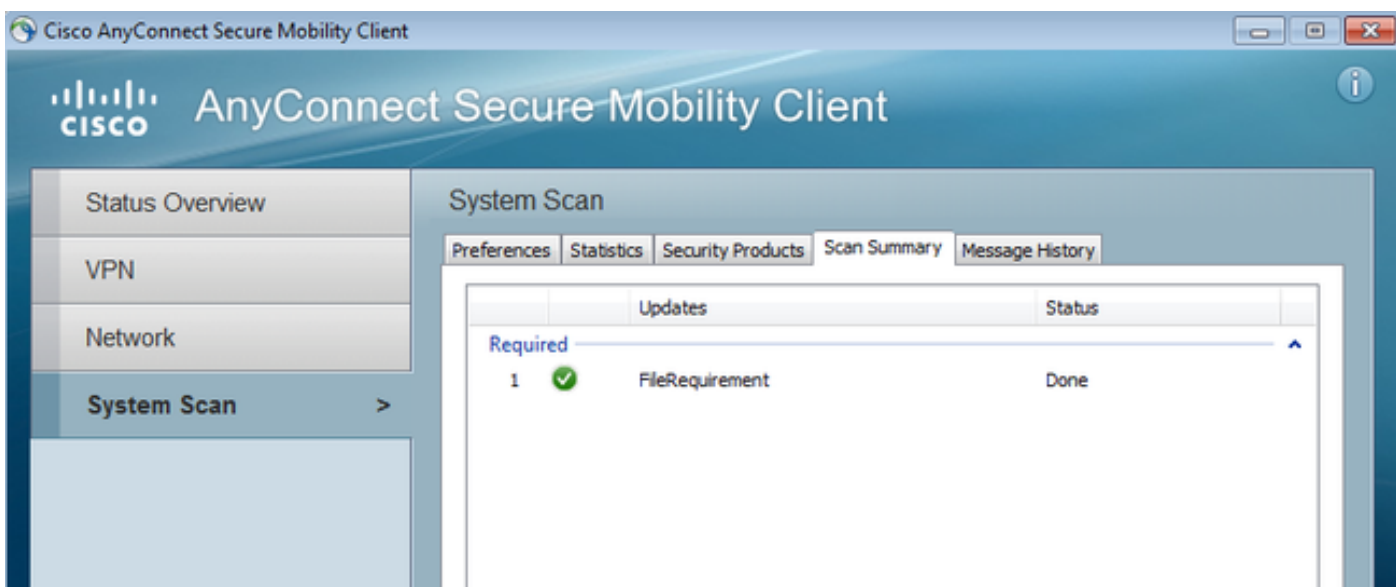 Cisco AnyConnect Secure Mobility Client
CISCO AnyConnect Secure Mobility Client
Status Overview
VPN
Network
System Scan >
System Scan
Preferences Statistics Security Products Scan Summary Message History
Updates Status
Required
1 FileRequirement Done